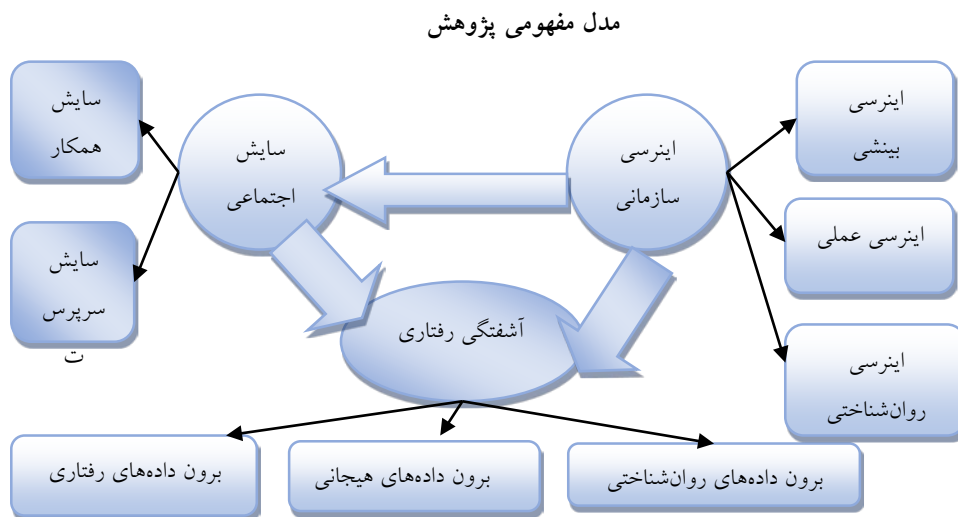 مدل مفهومی پژوهش
اینرسی
بینشی
اینرسی عملی
اینرسی
روان‌شناختی
اینرسی
سازمانی
سایش
اجتماعی
سایش
همکار
سایش
سرپرس
ت
آشفتگی رفتاری
برون داده‌های روان‌شناختی
برون داده‌های هیجانی
برون داده‌های رفتاری